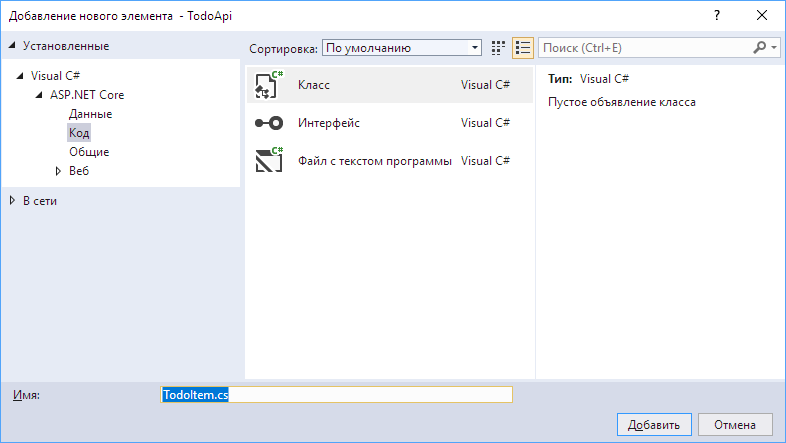 Добавление нового элемента - TodoApi
Установленные
Visual C#
ASP.NET Core
Данные
Код
Общие
Веб
В сети
Сортировка: По умолчанию
Поиск (Ctrl+E)
C# Класс Visual C#
Интерфейс Visual C#
C# Файл с текстом программы Visual C#
Тип: Visual C#
Пустое объявление класса
Имя: TodoItem.cs
Добавить Отмена